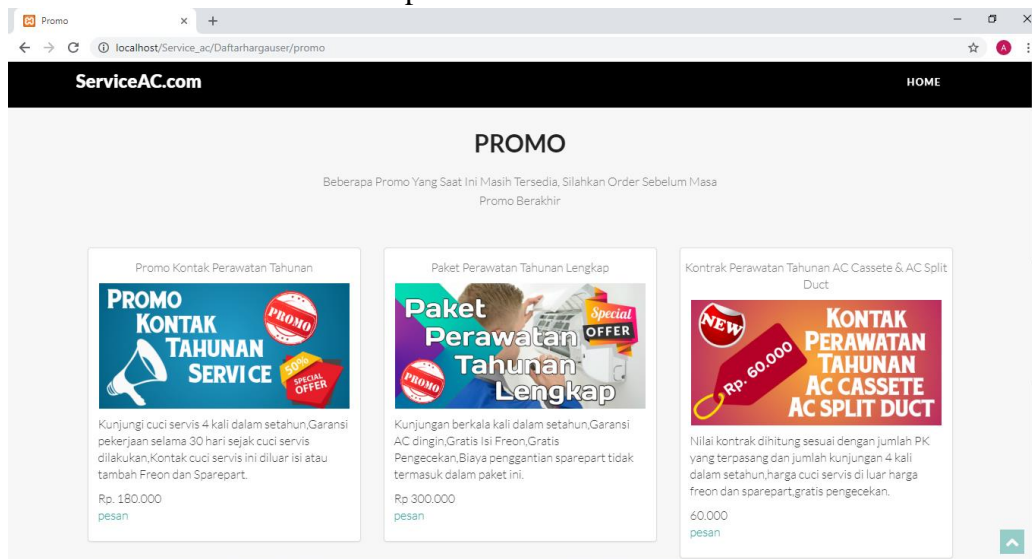 Promo
localhost/Service_ac/Daftarhargauser/promo
A
ServiceAC.com
HOME
PROMO
Beberapa Promo Yang Saat Ini Masih Tersedia, Silahkan Order Sebelum Masa
Promo Berakhir
Promo Kontak Perawatan Tahunan
PROMO
KONTAK
TAHUNAN
SERVICE
PROMO
50%
SPECIAL
OFFER
Kunjungi cuci servis 4 kali dalam setahun,Garansi
pekerjaan selama 30 hari sejak cuci servis
dilakukan,Kontak cuci servis ini diluar isi atau
tambah Freon dan Sparepart.
Rp. 180.000
pesan
Paket Perawatan Tahunan Lengkap
Paket
Perawatan
Tahunan
Lengkap
Special
OFFER
PROMO
Kunjungan berkala kali dalam setahun,Garansi
AC dingin,Gratis Isi Freon,Gratis
Pengecekan,Biaya penggantian sparepart tidak
termasuk dalam paket ini.
Rp 300.000
pesan
Kontrak Perawatan Tahunan AC Cassete & AC Split
Duct
NEW
Rp. 60.000
KONTAK
PERAWATAN
TAHUNAN
AC CASSETE
AC SPLIT DUCT
Nilai kontrak dihitung sesuai dengan jumlah PK
yang terpasang dan jumlah kunjungan 4 kali
dalam setahun,harga cuci servis di luar harga
freon dan sparepart,gratis pengecekan.
60.000
pesan